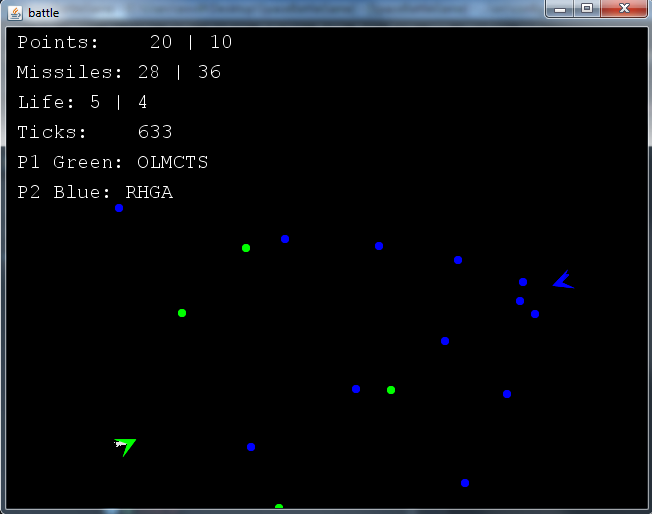 battle
Points:    20 | 10
Missiles: 28 | 36
Life: 5 | 4
Ticks:    633
P1 Green: OLMCTS
P2 Blue: RHGA